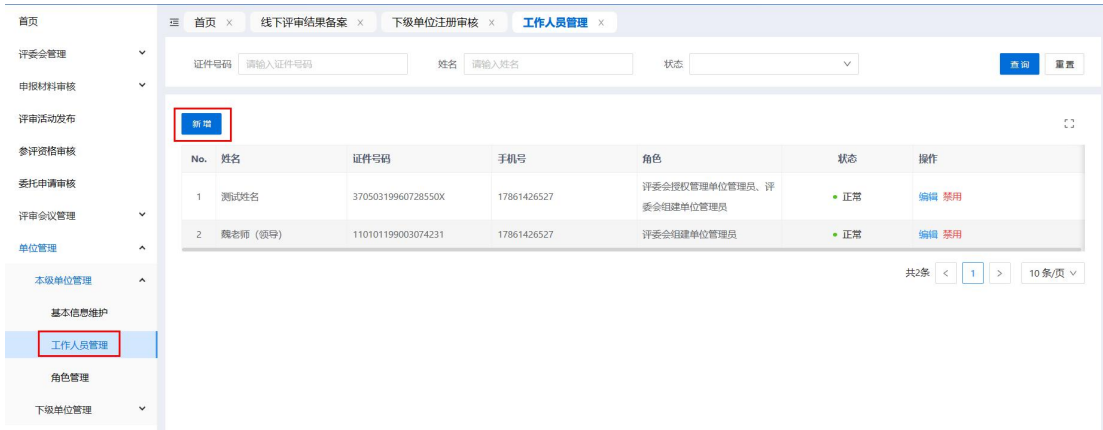 首页
评委会管理
申报材料审核
评审活动发布
参评资格审核
委托申请审核
评审会议管理
单位管理
本级单位管理
基本信息维护
工作人员管理
角色管理
下级单位管理
首页 × 线下评审结果备案 × 下级单位注册审核 × 工作人员管理 ×
证件号码 请输入证件号码 姓名 请输入姓名 状态 查询 重置
新增
No. 姓名 证件号码 手机号 角色 状态 操作
1 测试姓名 37050319960728550X 17861426527 评委会授权管理单位管理员、评
委会组建单位管理员 正常 编辑 禁用
2 魏老师（领导） 110101199003074231 17861426527 评委会组建单位管理员 正常 编辑 禁用
共2条 < 1 > 10 条/页